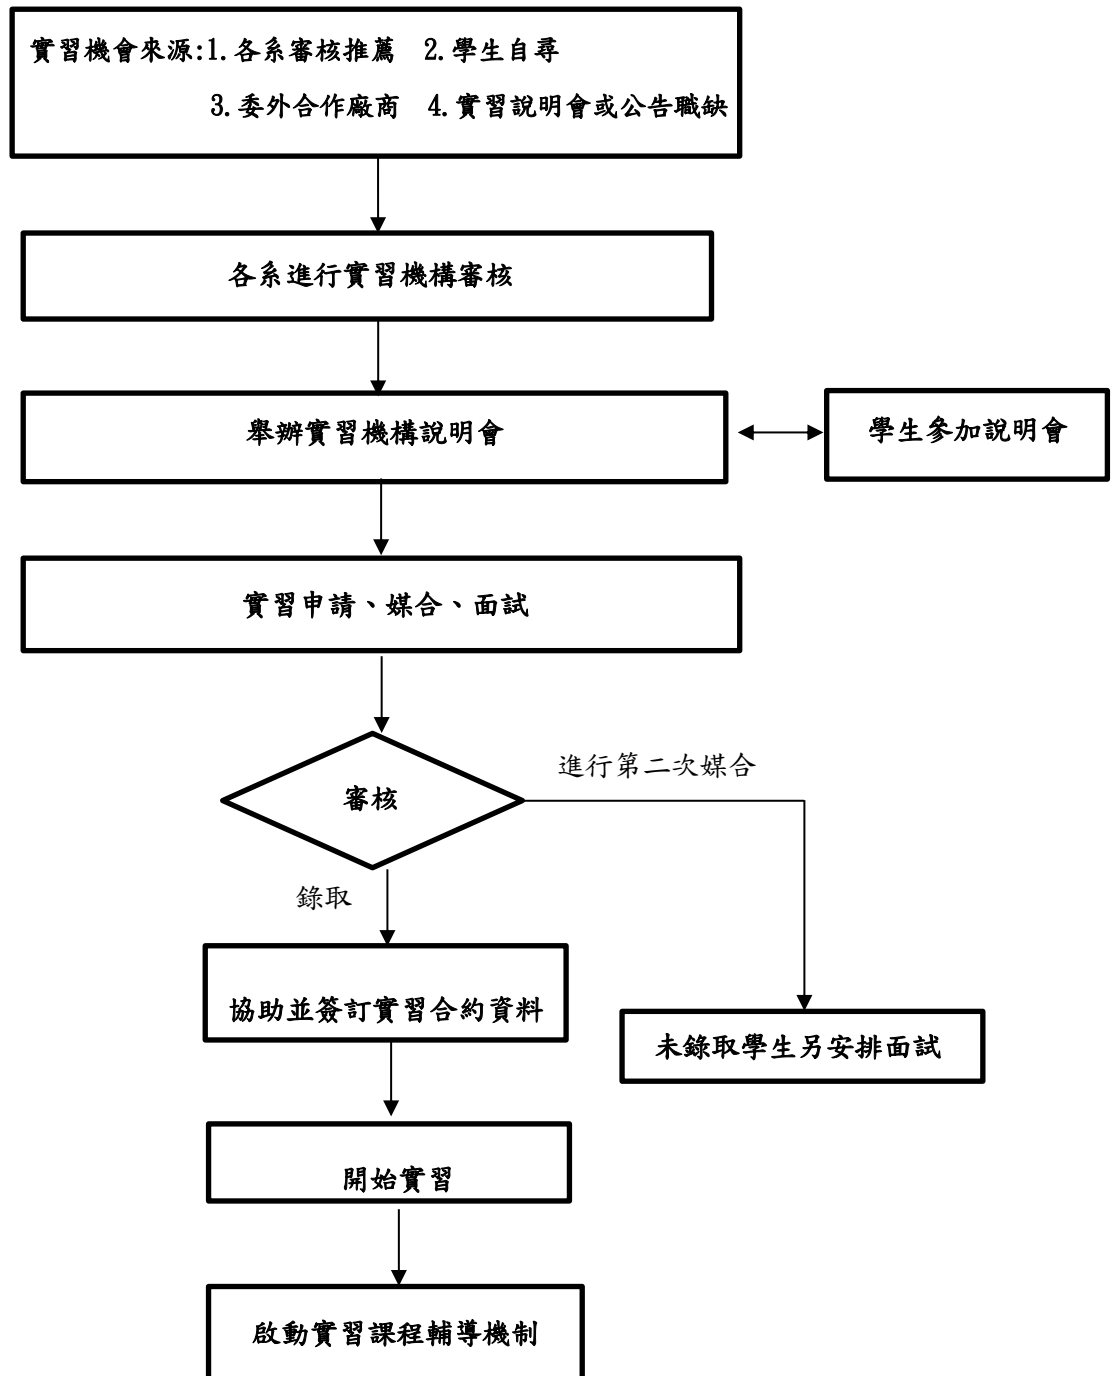 實習機會來源:1.各系審核推薦 2.學生自尋
3.委外合作廠商 4.實習說明會或公告職缺
各系進行實習機構審核
舉辦實習機構說明會
學生參加說明會
實習申請、媒合、面試
進行第二次媒合
審核
錄取
協助並簽訂實習合約資料
未錄取學生另安排面試
開始實習
啟動實習課程輔導機制